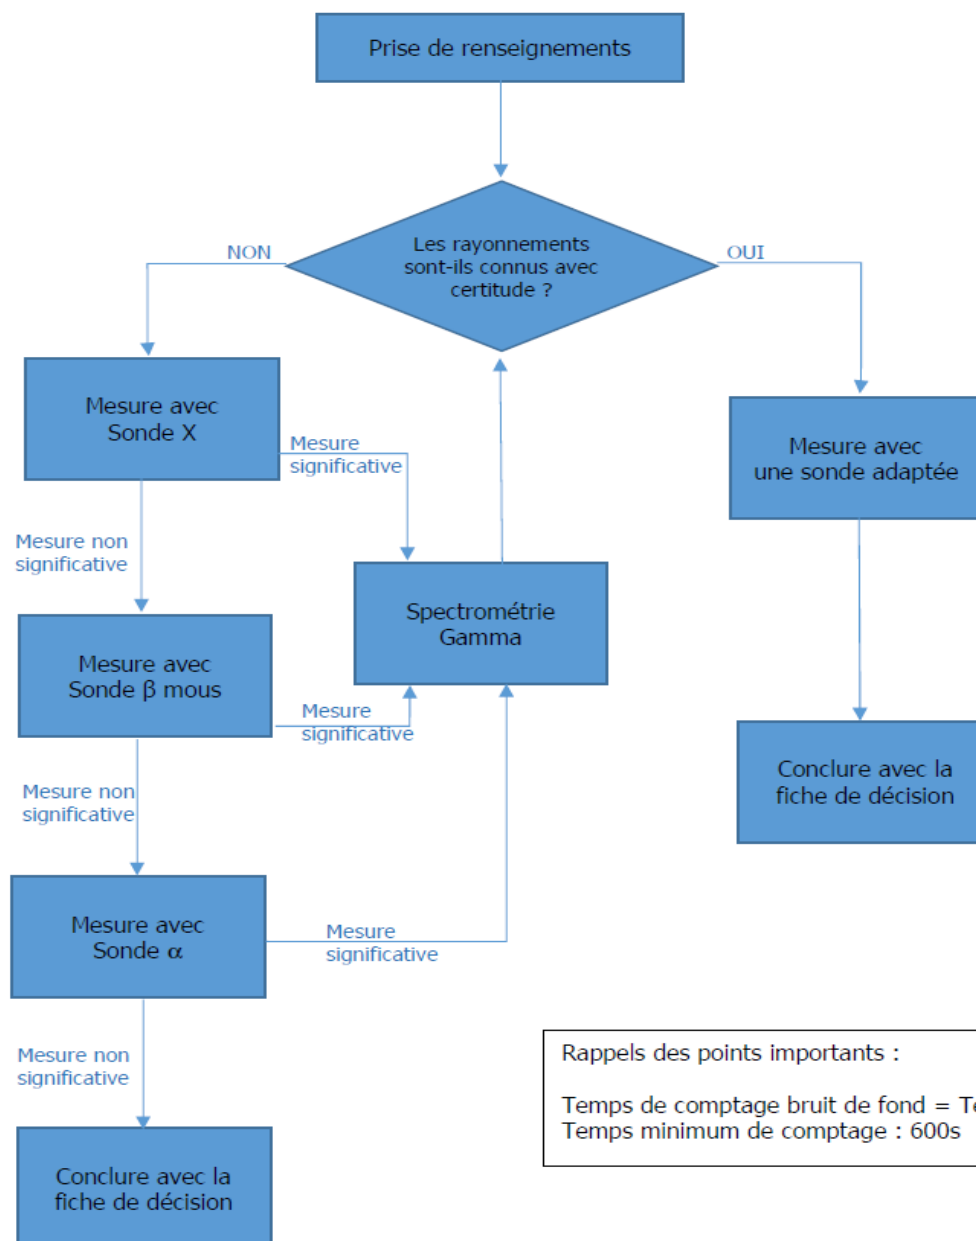 Prise de renseignements
Les rayonnements
sont-ils connus avec
certitude ?
NON
OUI
Mesure avec
Sonde X
Mesure
significative
Mesure avec
une sonde adaptée
Mesure non
significative
Spectrométrie
Gamma
Mesure avec
Sonde β mous
Mesure
significative
Conclure avec la
fiche de décision
Mesure non
significative
Mesure avec
Sonde α
Mesure
significative
Mesure non
significative
Rappels des points importants :
Temps de comptage bruit de fond =
Temps minimum de comptage : 600s
Conclure avec la
fiche de décision